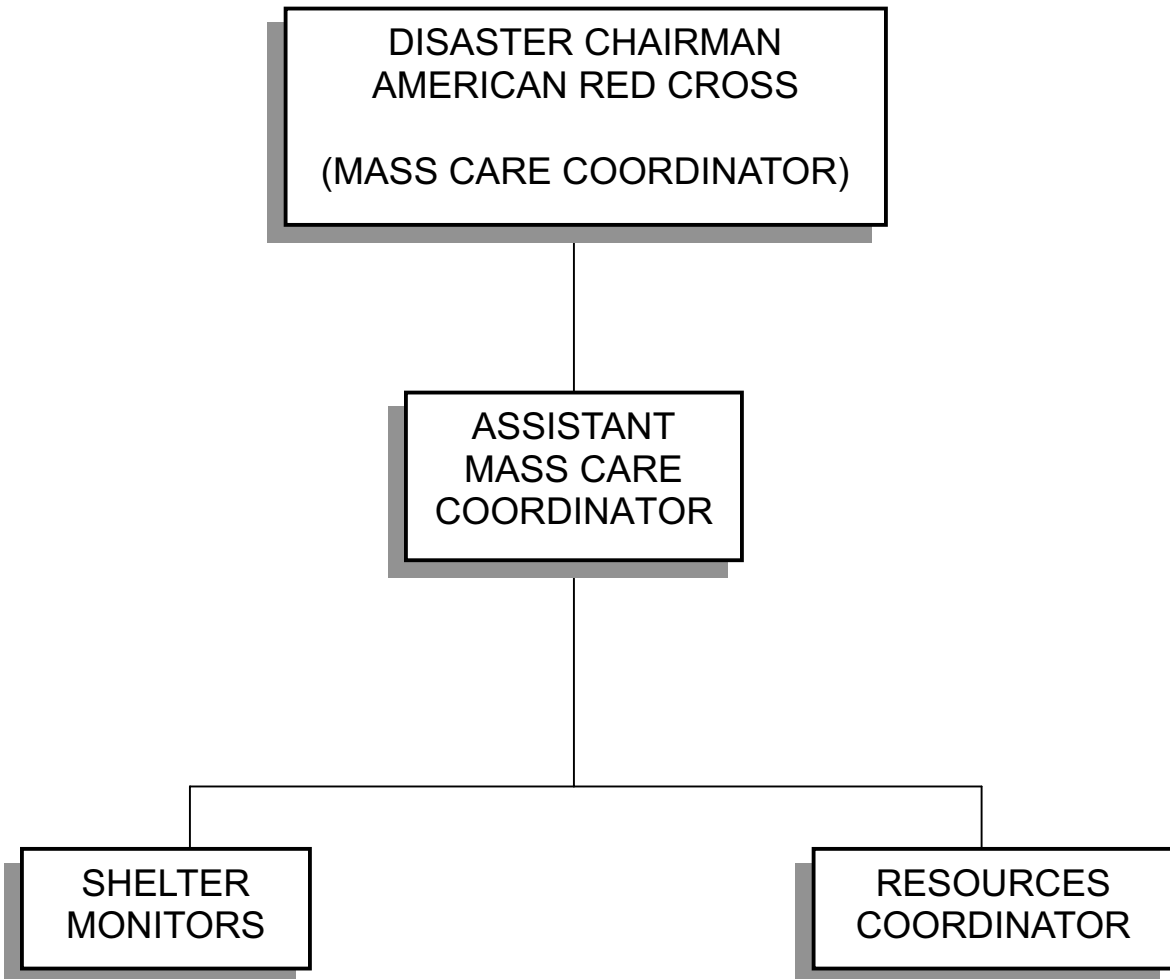 DISASTER CHAIRMAN
AMERICAN RED CROSS
(MASS CARE COORDINATOR)
ASSISTANT
MASS CARE
COORDINATOR
SHELTER
MONITORS
RESOURCES
COORDINATOR